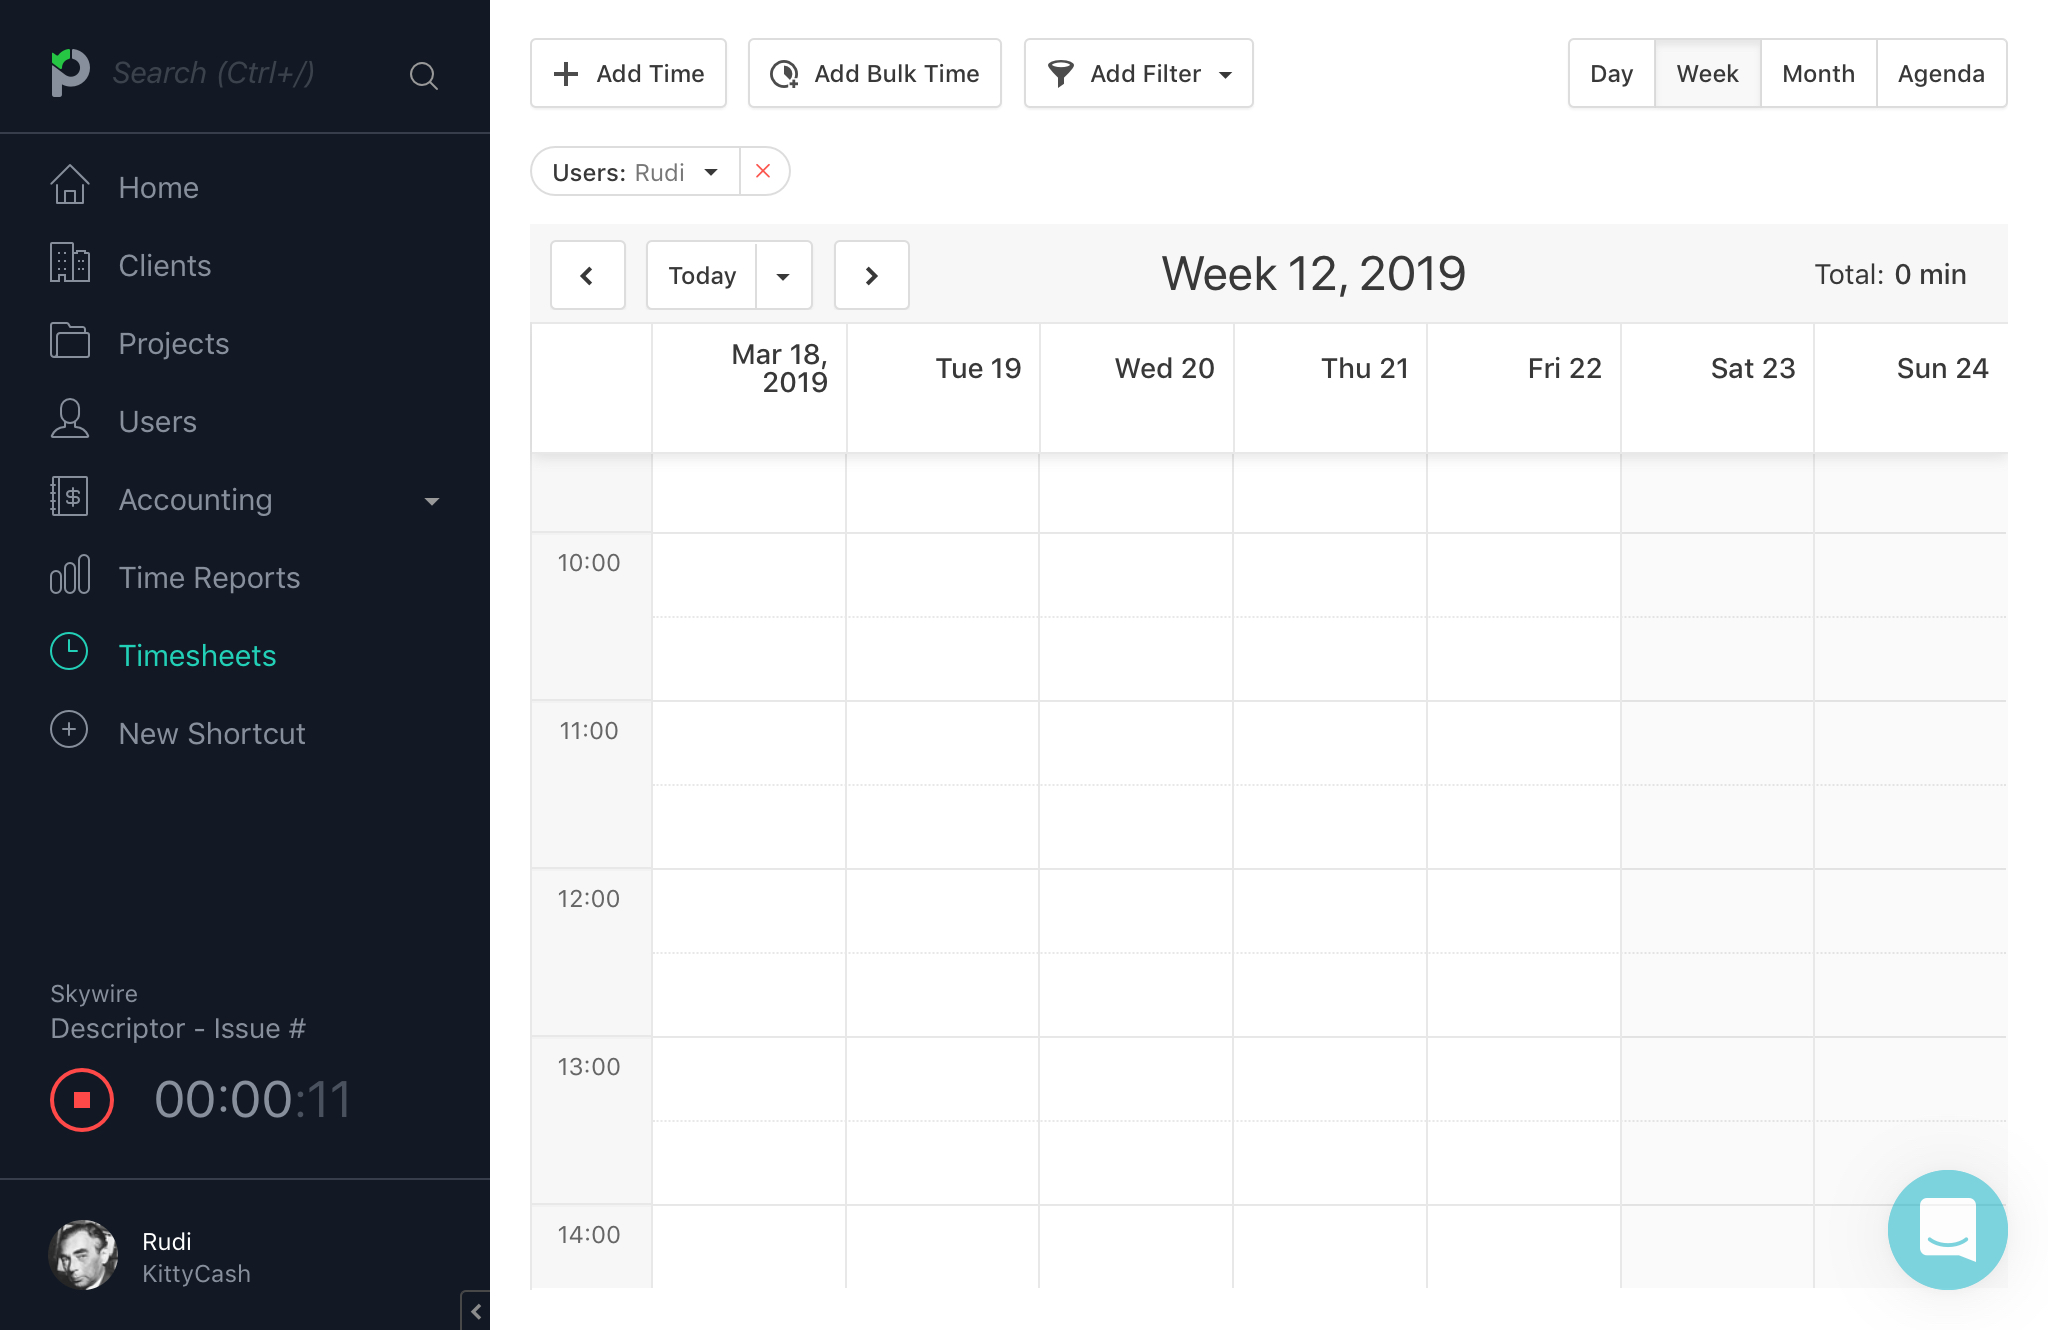 Search (Ctrl+/)
Home
Clients
Projects
Users
Accounting
Time Reports
Timesheets
New Shortcut
Skywire
Descriptor - Issue #
00:00:11
Rudi
KittyCash
Add Time
Add Bulk Time
Add Filter
Day
Week
Month
Agenda
Users: Rudi
Today
Week 12, 2019
Total: 0 min
Mar 18,
2019
Tue 19
Wed 20
Thu 21
Fri 22
Sat 23
Sun 24
10:00
11:00
12:00
13:00
14:00